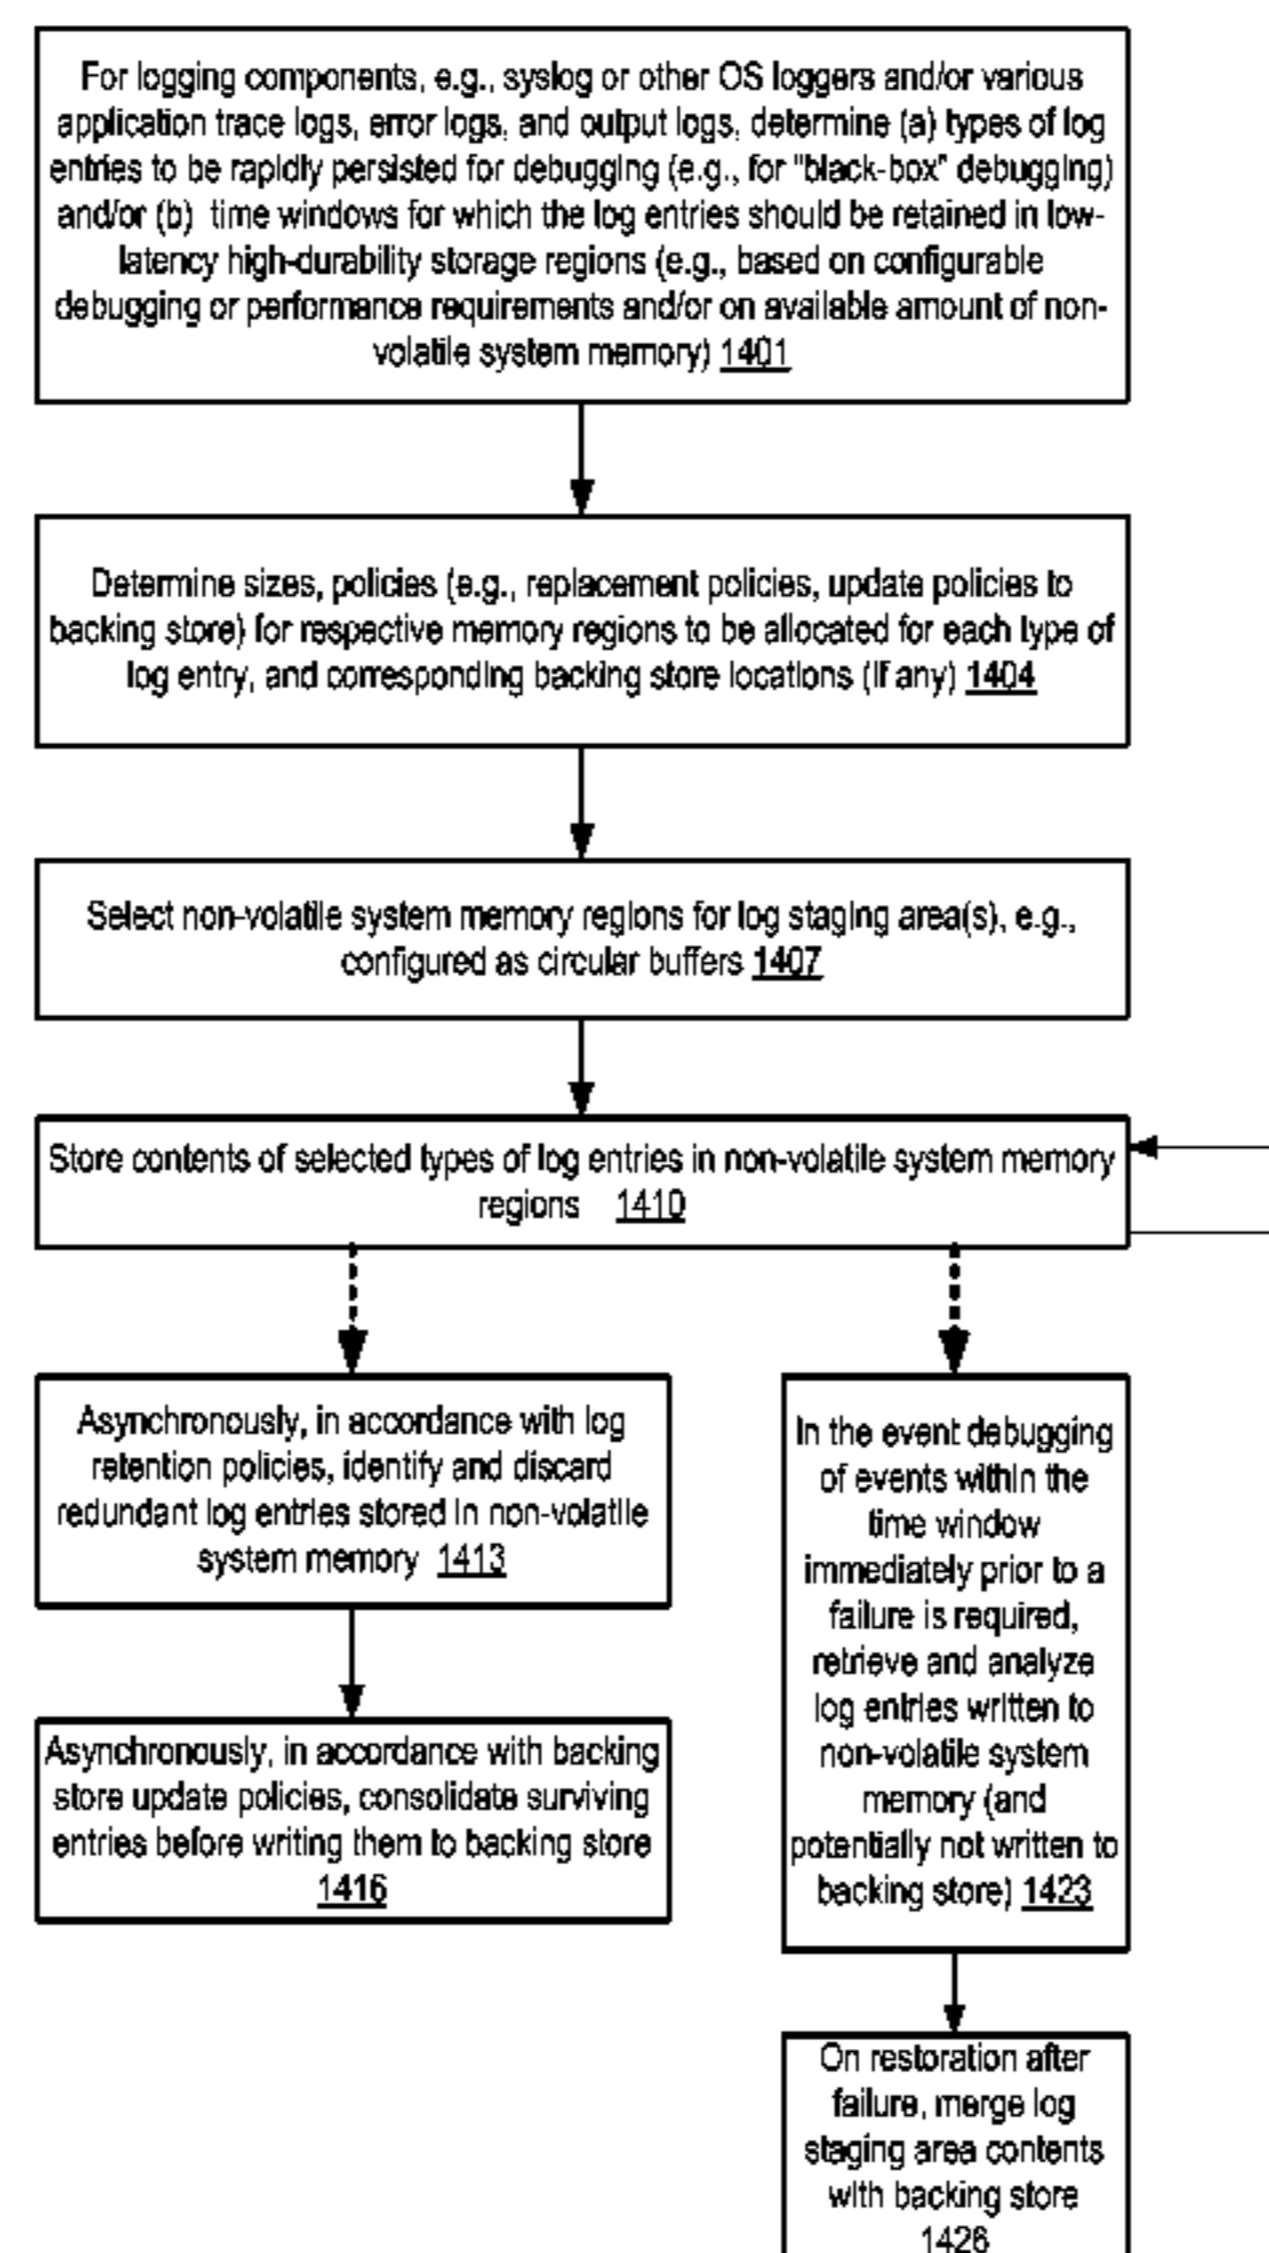 For logging components, e.g., syslog or other OS loggers and/or various
application trace logs, error logs, and output logs, determine (a) types of log
entries to be rapidly persisted for debugging (e.g., for "black-box" debugging)
and/or (b) time windows for which the log entries should be retained in low-
latency high-durability storage regions (e.g., based on configurable
debugging or performance requirements and/or on available amount of non-
volatile system memory) 1401
Determine sizes, policies (e.g., replacement policies, update policies to
backing store) for respective memory regions to be allocated for each type of
log entry, and corresponding backing store locations (if any) 1404
Select non-volatile system memory regions for log staging area(s), e.g.,
configured as circular buffers 1407
Store contents of selected types of log entries in non-volatile system memory
regions 1410
Asynchronously, in accordance with log
retention policies, identify and discard
redundant log entries stored in non-volatile
system memory 1413
Asynchronously, in accordance with backing
store update policies, consolidate surviving
entries before writing them to backing store
1416
In the event debugging
of events within the
time window
immediately prior to a
failure is required,
retrieve and analyze
log entries written to
non-volatile system
memory (and
potentially not written to
backing store) 1423
On restoration after
failure, merge log
staging area contents
with backing store
1426